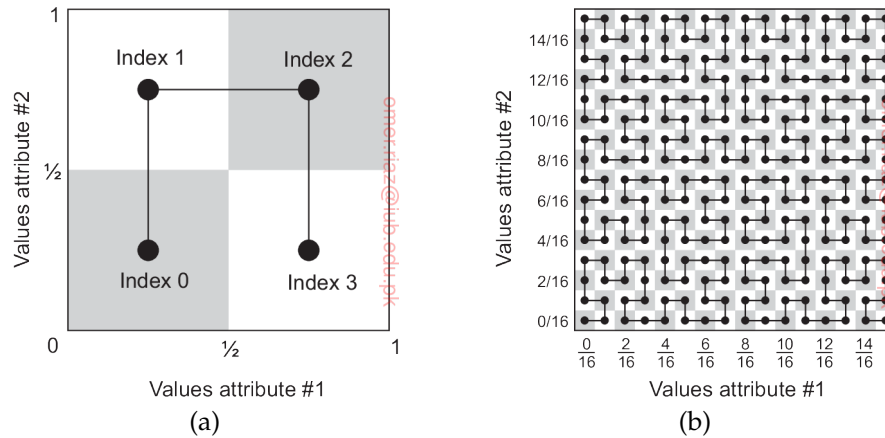 1
Index 1
Index 2
Values attribute #2
½
Index 0
Index 3
0
½
1
Values attribute #1
(a)
omer.riaz@iub.edu.pk
14/16
12/16
10/16
8/16
6/16
4/16
2/16
0/16
Values attribute #2
0/16 2/16 4/16 6/16 8/16 10/16 12/16 14/16
Values attribute #1
(b)